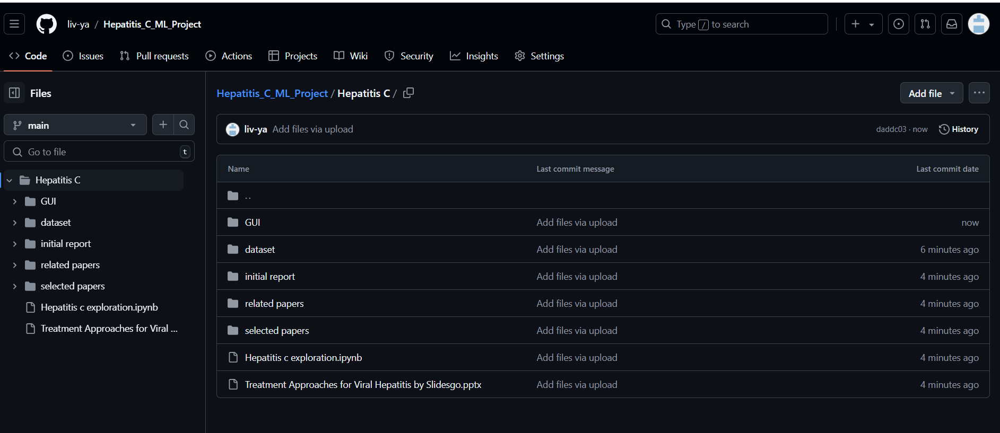 liv-ya / Hepatitis_C_ML_Project
Type / to search
Code Issues Pull requests Actions Projects Wiki Security Insights Settings
Files
main
Go to file t
Hepatitis C
GUI
dataset
initial report
related papers
selected papers
Hepatitis c exploration.ipynb
Treatment Approaches for Viral ...
Hepatitis_C_ML_Project / Hepatitis C /
Add file
liv-ya Add files via upload daddc03 · now History
Name Last commit message Last commit date
..
GUI Add files via upload now
dataset Add files via upload 6 minutes ago
initial report Add files via upload 4 minutes ago
related papers Add files via upload 4 minutes ago
selected papers Add files via upload 4 minutes ago
Hepatitis c exploration.ipynb Add files via upload 4 minutes ago
Treatment Approaches for Viral Hepatitis by Slidesgo.pptx Add files via upload 4 minutes ago